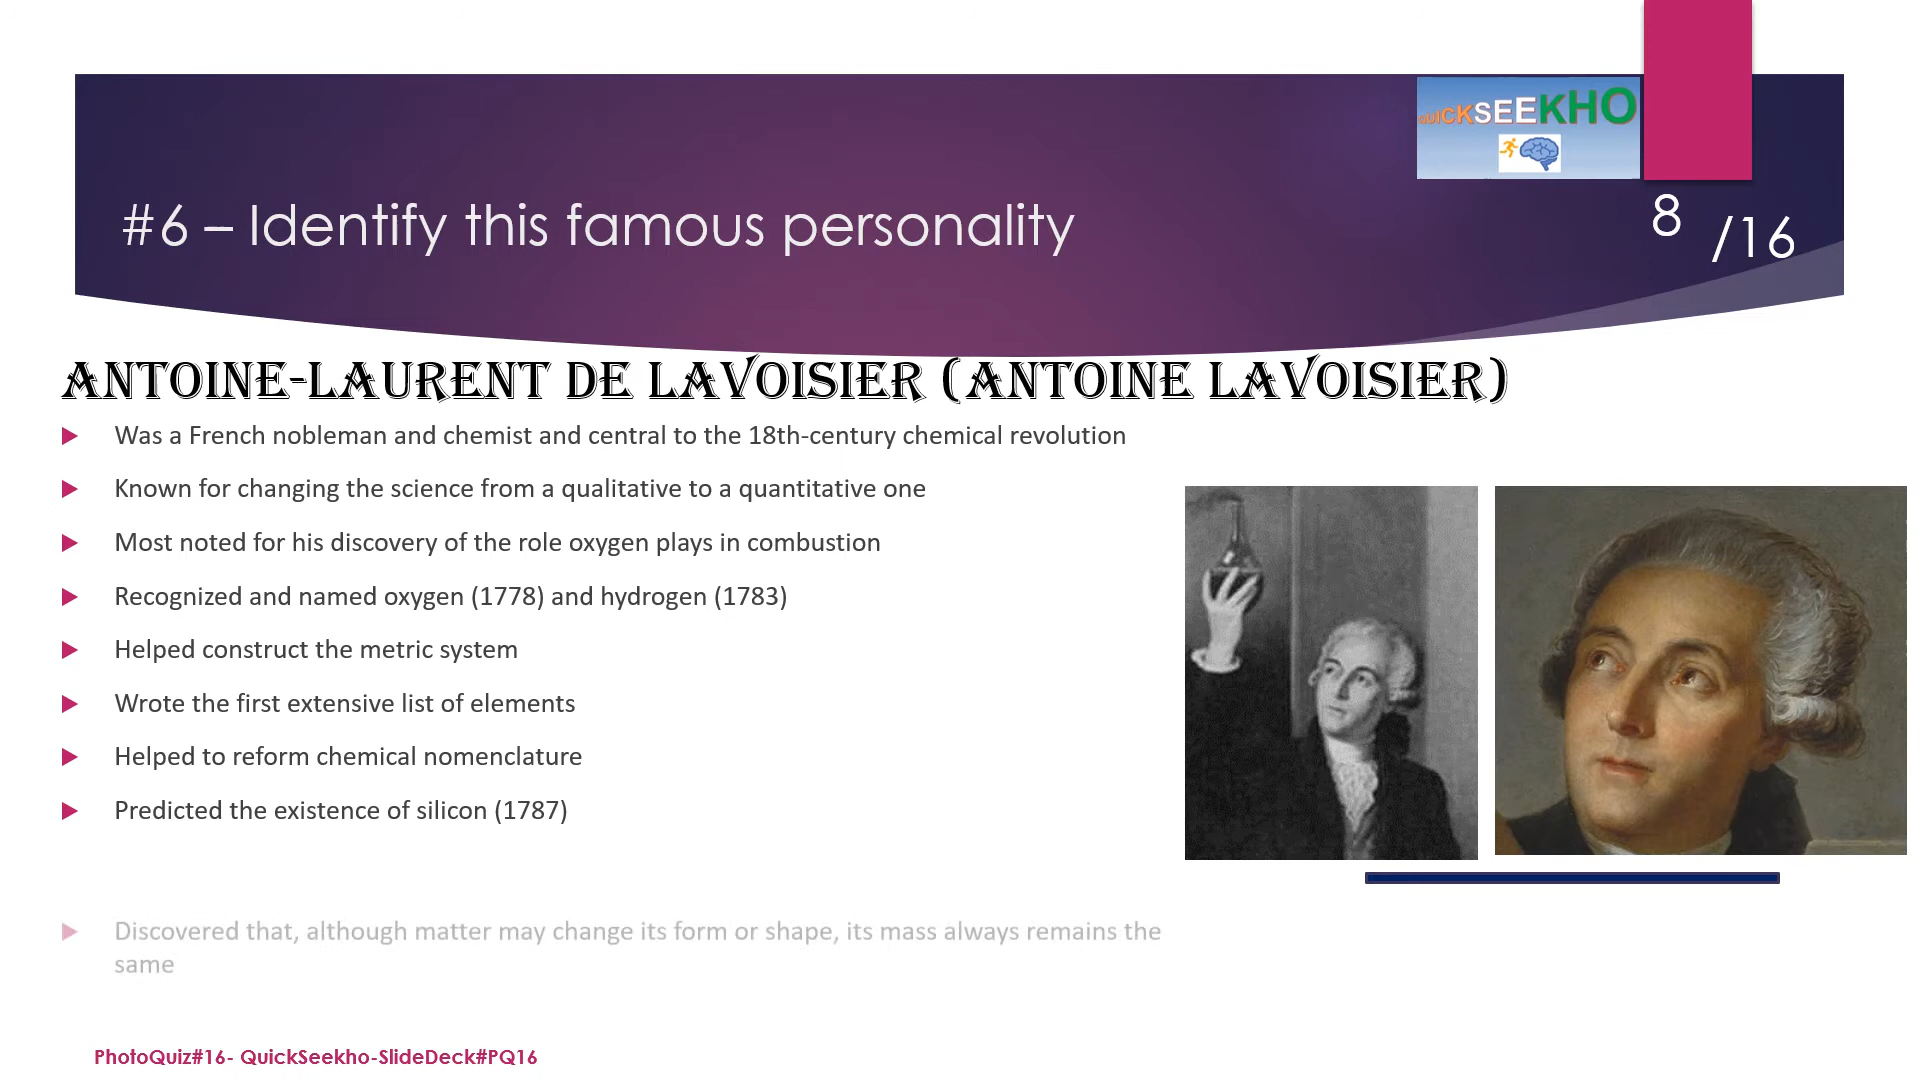 QUICKSEEKHO
#6 – Identify this famous personality
8 /16
ANTOINE-LAURENT DE LAVOISIER (ANTOINE LAVOISIER)
Was a French nobleman and chemist and central to the 18th-century chemical revolution
Known for changing the science from a qualitative to a quantitative one
Most noted for his discovery of the role oxygen plays in combustion
Recognized and named oxygen (1778) and hydrogen (1783)
Helped construct the metric system
Wrote the first extensive list of elements
Helped to reform chemical nomenclature
Predicted the existence of silicon (1787)
Discovered that, although matter may change its form or shape, its mass always remains the
same
PhotoQuiz#16- QuickSeekho-SlideDeck#PQ16